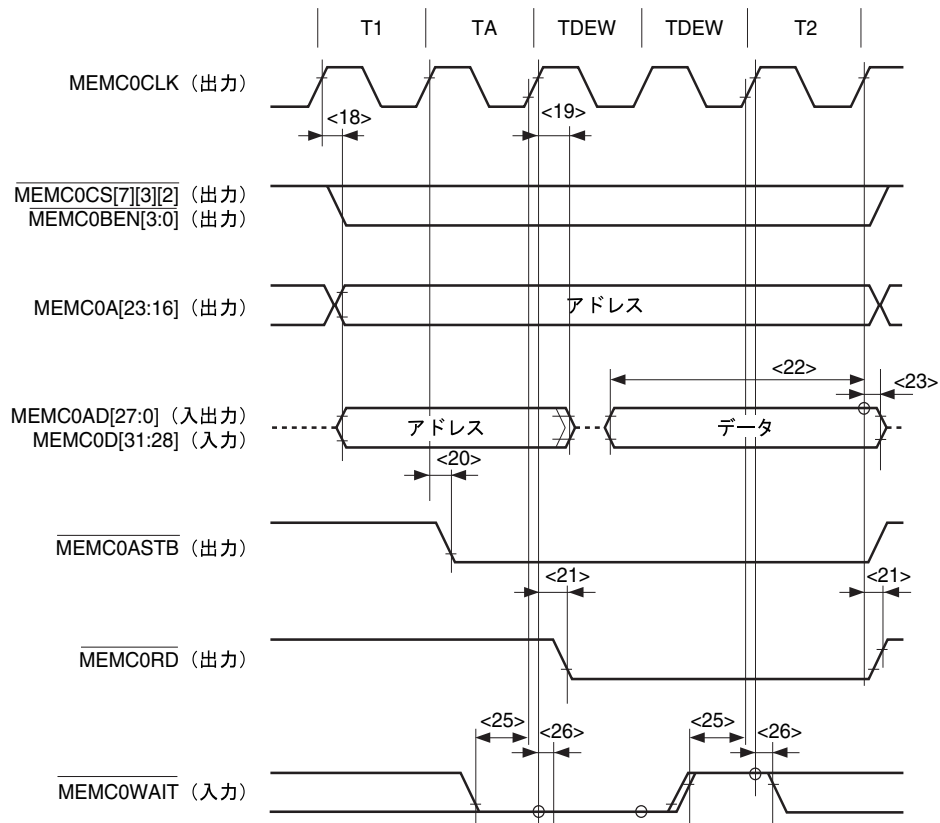 T1 TA TDEW TDEW T2
MEMC0CLK（出力）
<18> <19>
MEMC0CS[7][3][2]（出力）
MEMC0BEN[3:0]（出力）
MEMC0A[23:16]（出力） アドレス
<22>
<23>
MEMC0AD[27:0]（入出力）
MEMC0D[31:28]（入力）
アドレス データ
<20>
MEMC0ASTB（出力）
<21> <21>
MEMC0RD（出力）
<25> <26> <25> <26>
MEMC0WAIT（入力）